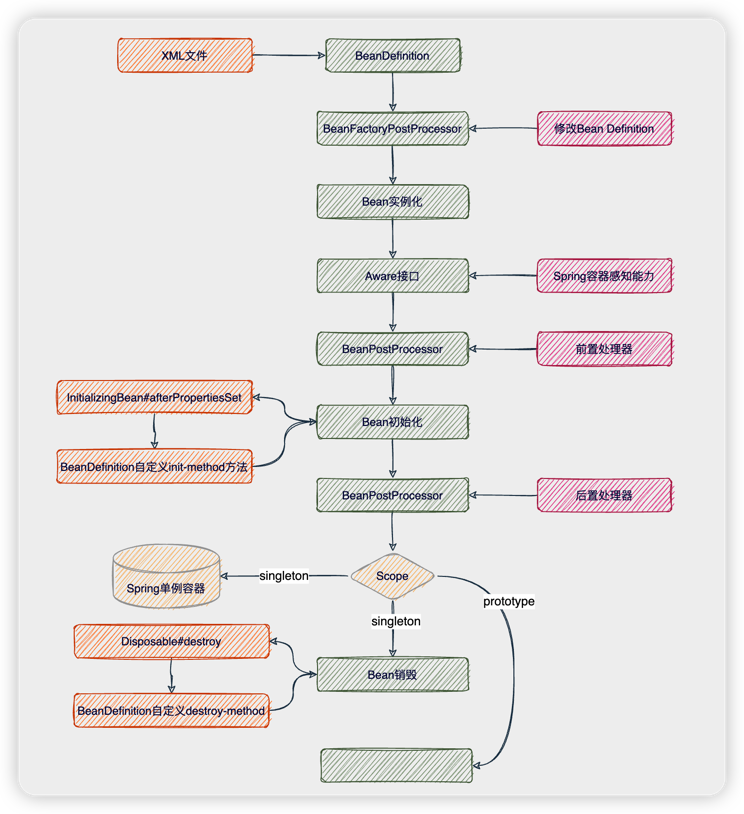 XML文件
BeanDefinition
BeanFactoryPostProcessor
修改Bean Definition
Bean实例化
Aware接口
Spring容器感知能力
BeanPostProcessor
前置处理器
InitializingBean#afterPropertiesSet
Bean初始化
BeanDefinition自定义init-method方法
BeanPostProcessor
后置处理器
Spring单例容器
singleton
Scope
prototype
singleton
Disposable#destroy
Bean销毁
BeanDefinition自定义destroy-method